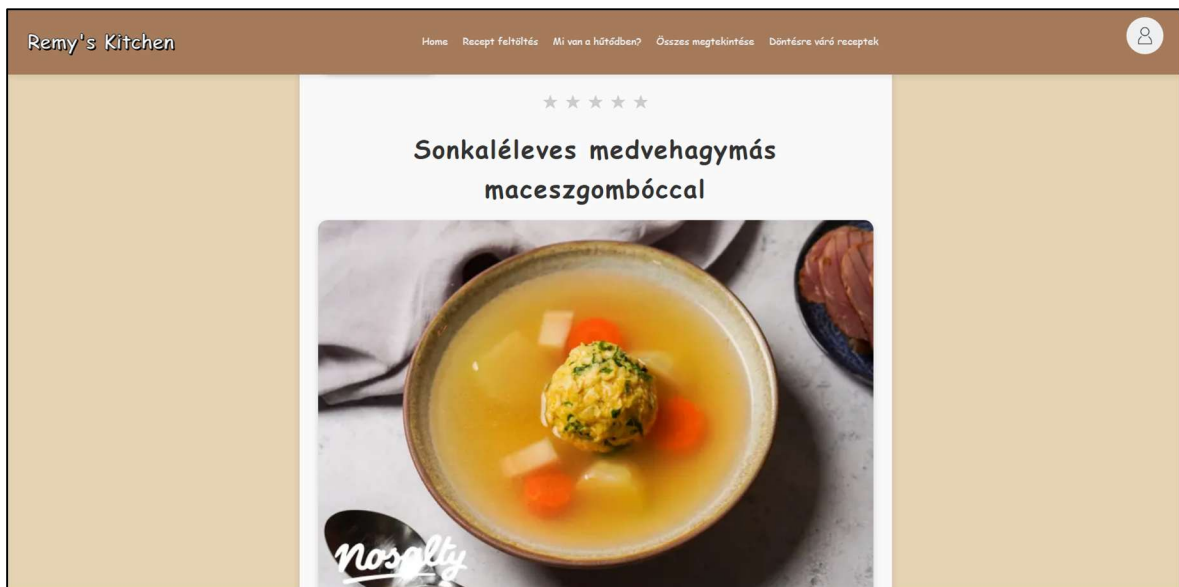 Remy's Kitchen
Home Recept feltöltés Mi van a hűtődben? Összes megtekintése Döntésre váró receptek
Sonkaléleves medvehagymás
maceszgombóccal
nosalty